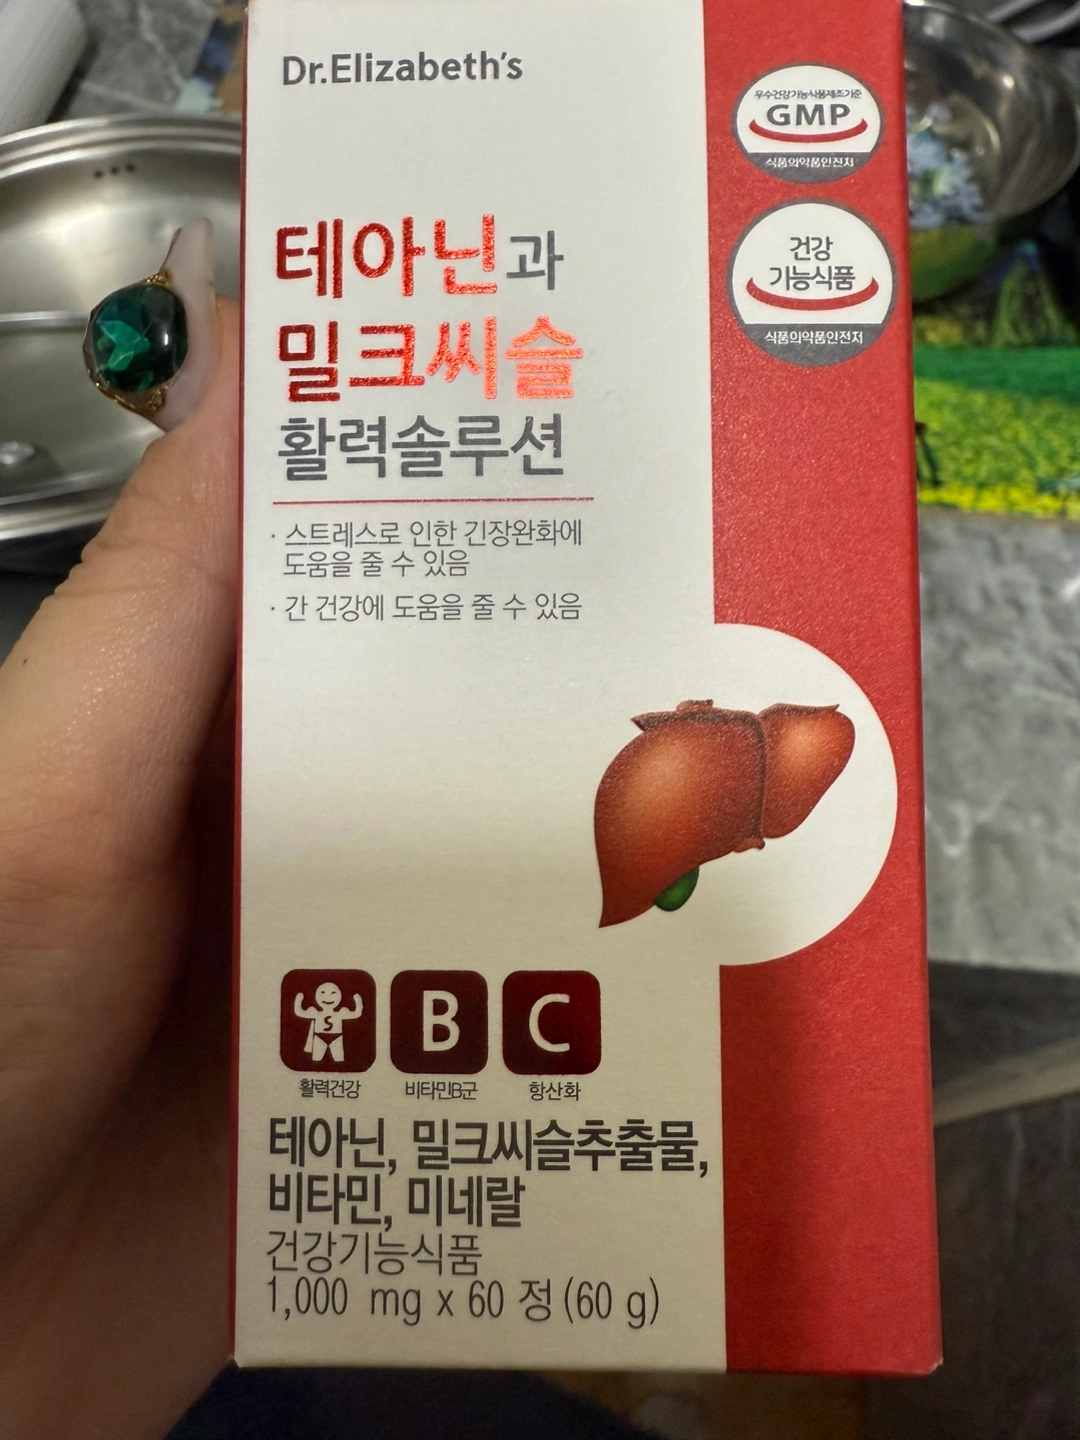 Dr.Elizabeth's
우수건강기능식품제조기준
GMP
식품의약품안전처
건강
기능식품
식품의약품안전처
테아닌과
밀크씨슬
활력솔루션
· 스트레스로 인한 긴장완화에
도움을 줄 수 있음
· 간 건강에 도움을 줄 수 있음
S
B
C
활력건강
비타민B군
항산화
테아닌, 밀크씨슬추출물,
비타민, 미네랄
건강기능식품
1,000 mg x 60 정 (60 g)